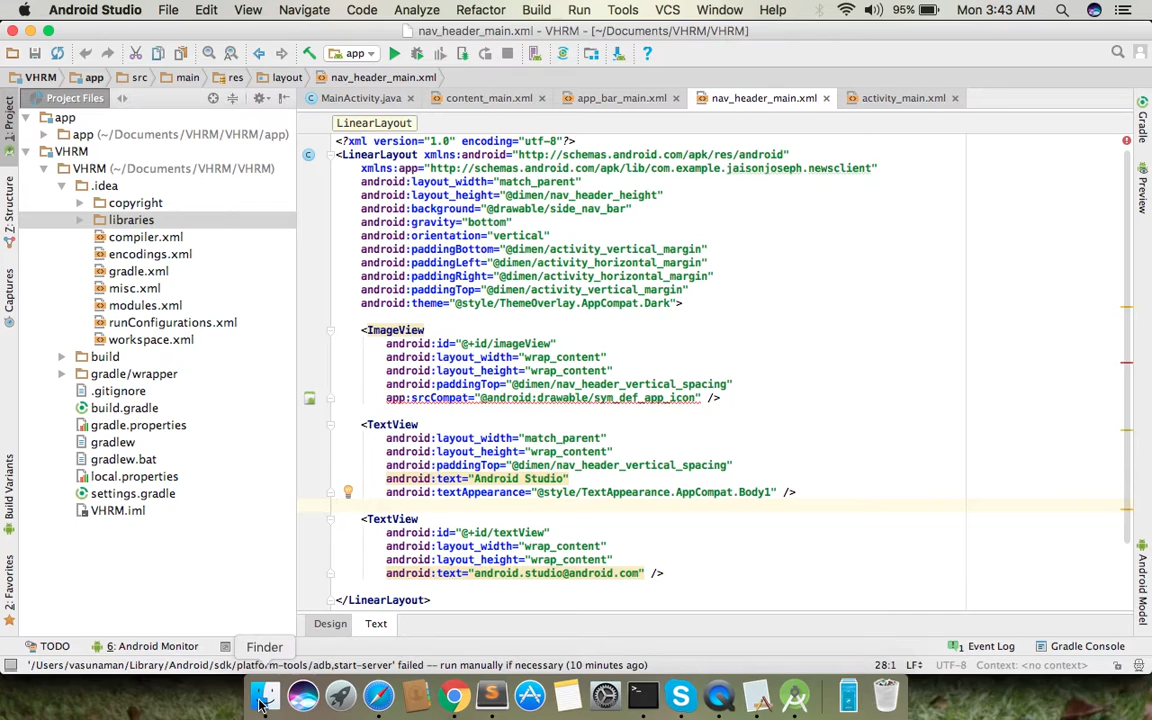 Android Studio File Edit View Navigate Code Analyze Refactor Build Run Tools VCS Window Help 95% Mon 3:43 AM
nav_header_main.xml - VHRM - [~/Documents/VHRM/VHRM]
app
VHRM app src main res layout nav_header_main.xml
Project Files
MainActivity.java content_main.xml app_bar_main.xml nav_header_main.xml activity_main.xml
1: Project
Z: Structure
Captures
Build Variants
2: Favorites
app
app (~/Documents/VHRM/VHRM/app)
VHRM
VHRM (~/Documents/VHRM/VHRM)
.idea
copyright
libraries
compiler.xml
encodings.xml
gradle.xml
misc.xml
modules.xml
runConfigurations.xml
workspace.xml
build
gradle/wrapper
.gitignore
build.gradle
gradle.properties
gradlew
gradlew.bat
local.properties
settings.gradle
VHRM.iml
LinearLayout
<?xml version="1.0" encoding="utf-8"?>
<LinearLayout xmlns:android="http://schemas.android.com/apk/res/android"
xmlns:app="http://schemas.android.com/apk/lib/com.example.jaisonjoseph.newsclient"
android:layout_width="match_parent"
android:layout_height="@dimen/nav_header_height"
android:background="@drawable/side_nav_bar"
android:gravity="bottom"
android:orientation="vertical"
android:paddingBottom="@dimen/activity_vertical_margin"
android:paddingLeft="@dimen/activity_horizontal_margin"
android:paddingRight="@dimen/activity_horizontal_margin"
android:paddingTop="@dimen/activity_vertical_margin"
android:theme="@style/ThemeOverlay.AppCompat.Dark">
<ImageView
android:id="@+id/imageView"
android:layout_width="wrap_content"
android:layout_height="wrap_content"
android:paddingTop="@dimen/nav_header_vertical_spacing"
app:srcCompat="@android:drawable/sym_def_app_icon" />
<TextView
android:layout_width="match_parent"
android:layout_height="wrap_content"
android:paddingTop="@dimen/nav_header_vertical_spacing"
android:text="Android Studio"
android:textAppearance="@style/TextAppearance.AppCompat.Body1" />
<TextView
android:id="@+id/textView"
android:layout_width="wrap_content"
android:layout_height="wrap_content"
android:text="android.studio@android.com" />
</LinearLayout>
Gradle
Preview
Android Model
Design Text
TODO 6: Android Monitor Finder Event Log Gradle Console
'/Users/vasunaman/Library/Android/sdk/platform-tools/adb,start-server' failed -- run manually if necessary (10 minutes ago) 28:1 LF UTF-8 Context: <no context>